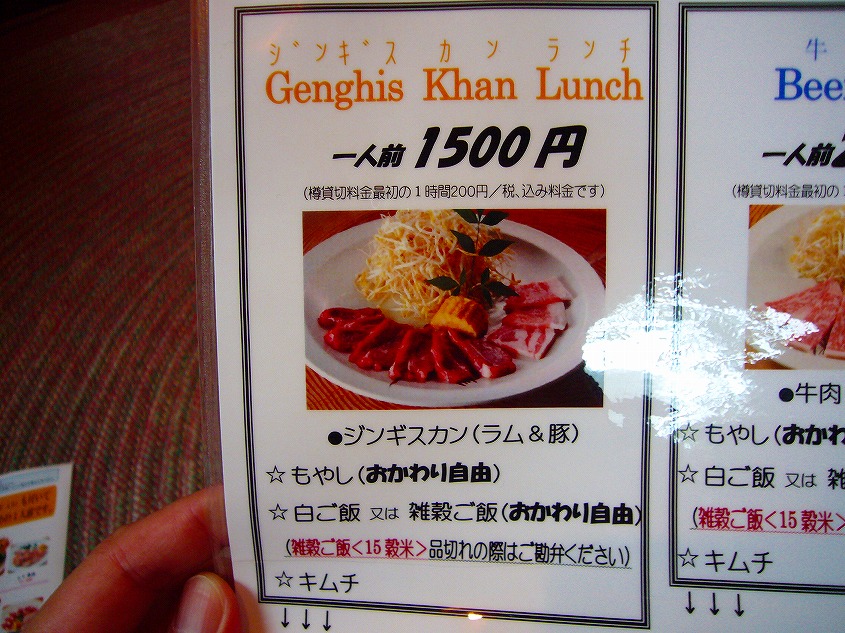 ジンギスカン ランチ
Genghis Khan Lunch
一人前 1500円
(樽貸切料金最初の1時間200円/税、込み料金です)
●ジンギスカン(ラム&豚)
☆もやし(おかわり自由)
☆白ご飯 又は 雑穀ご飯(おかわり自由)
(雑穀ご飯<15穀米>品切れの際はご勘弁ください)
☆キムチ
↓↓↓
牛
Bee
一人前
(樽貸切料金最初の1
●牛肉
☆もやし(おかわ
☆白ご飯 又は 雑
(雑穀ご飯<15穀米>
☆キムチ
↓↓↓